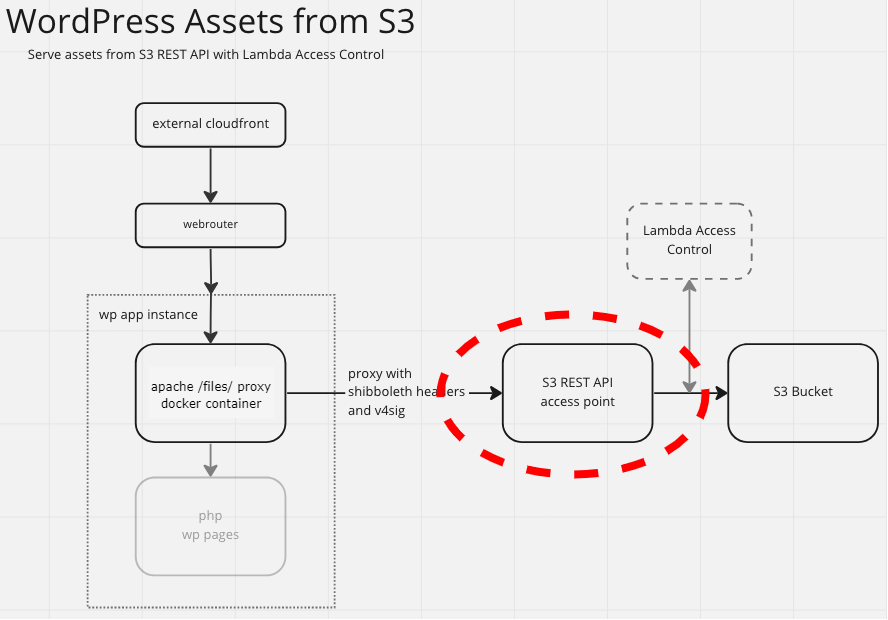 WordPress Assets from S3
Serve assets from S3 REST API with Lambda Access Control
external cloudfront
webrouter
Lambda Access
Control
wp app instance
apache /files/ proxy
docker container
proxy with
shibboleth headers
and v4sig
S3 REST API
access point
S3 Bucket
php
wp pages